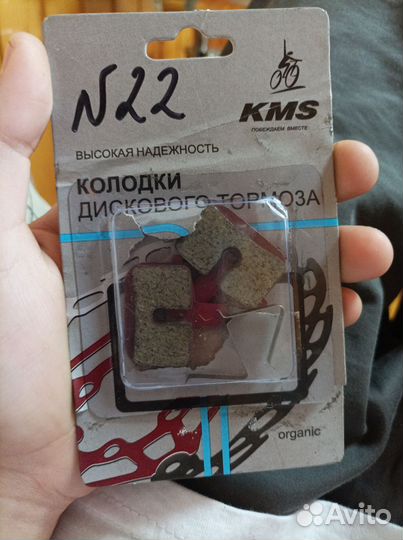 N22
KMS
ПОБЕЖДАЕМ ВМЕСТЕ
ВЫСОКАЯ НАДЕЖНОСТЬ
КОЛОДКИ
ДИСКОВОГО ТОРМОЗА
organic
Avito